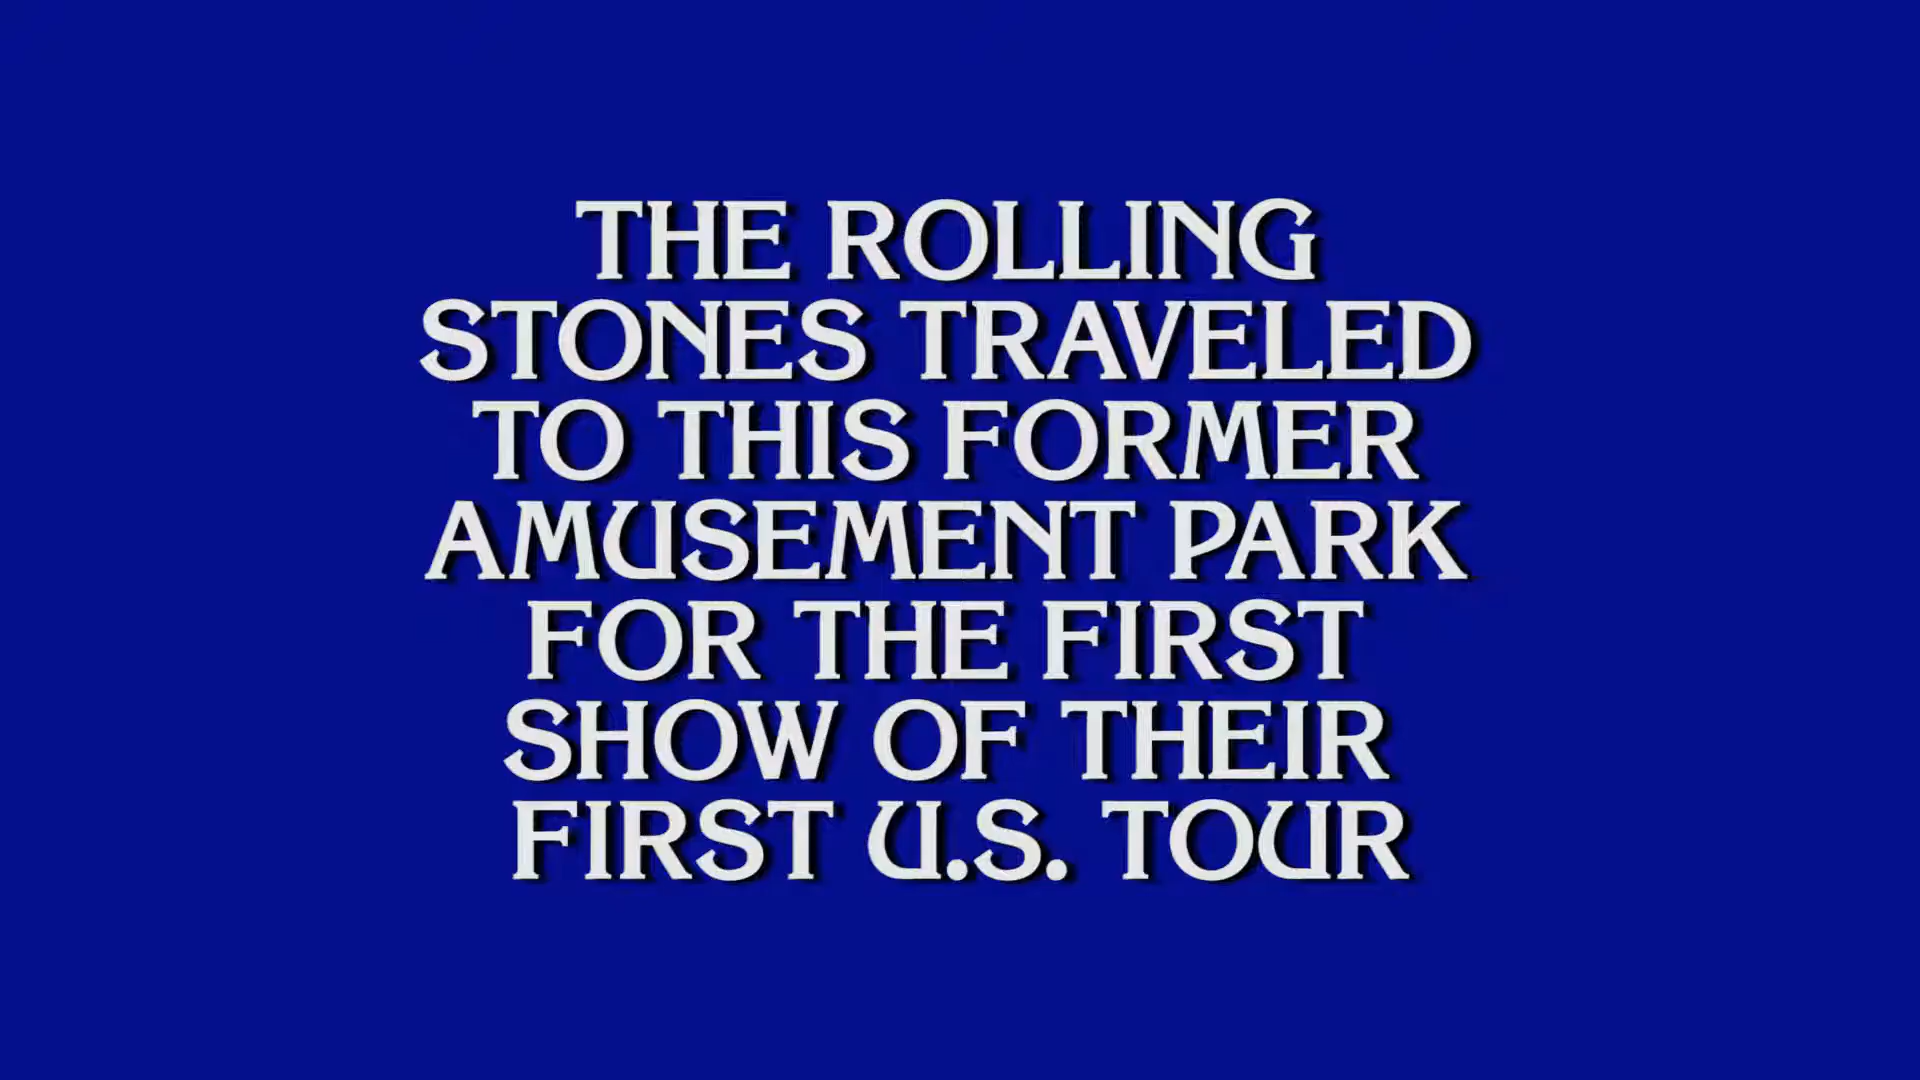 THE ROLLING
STONES TRAVELED
TO THIS FORMER
AMUSEMENT PARK
FOR THE FIRST
SHOW OF THEIR
FIRST U.S. TOUR